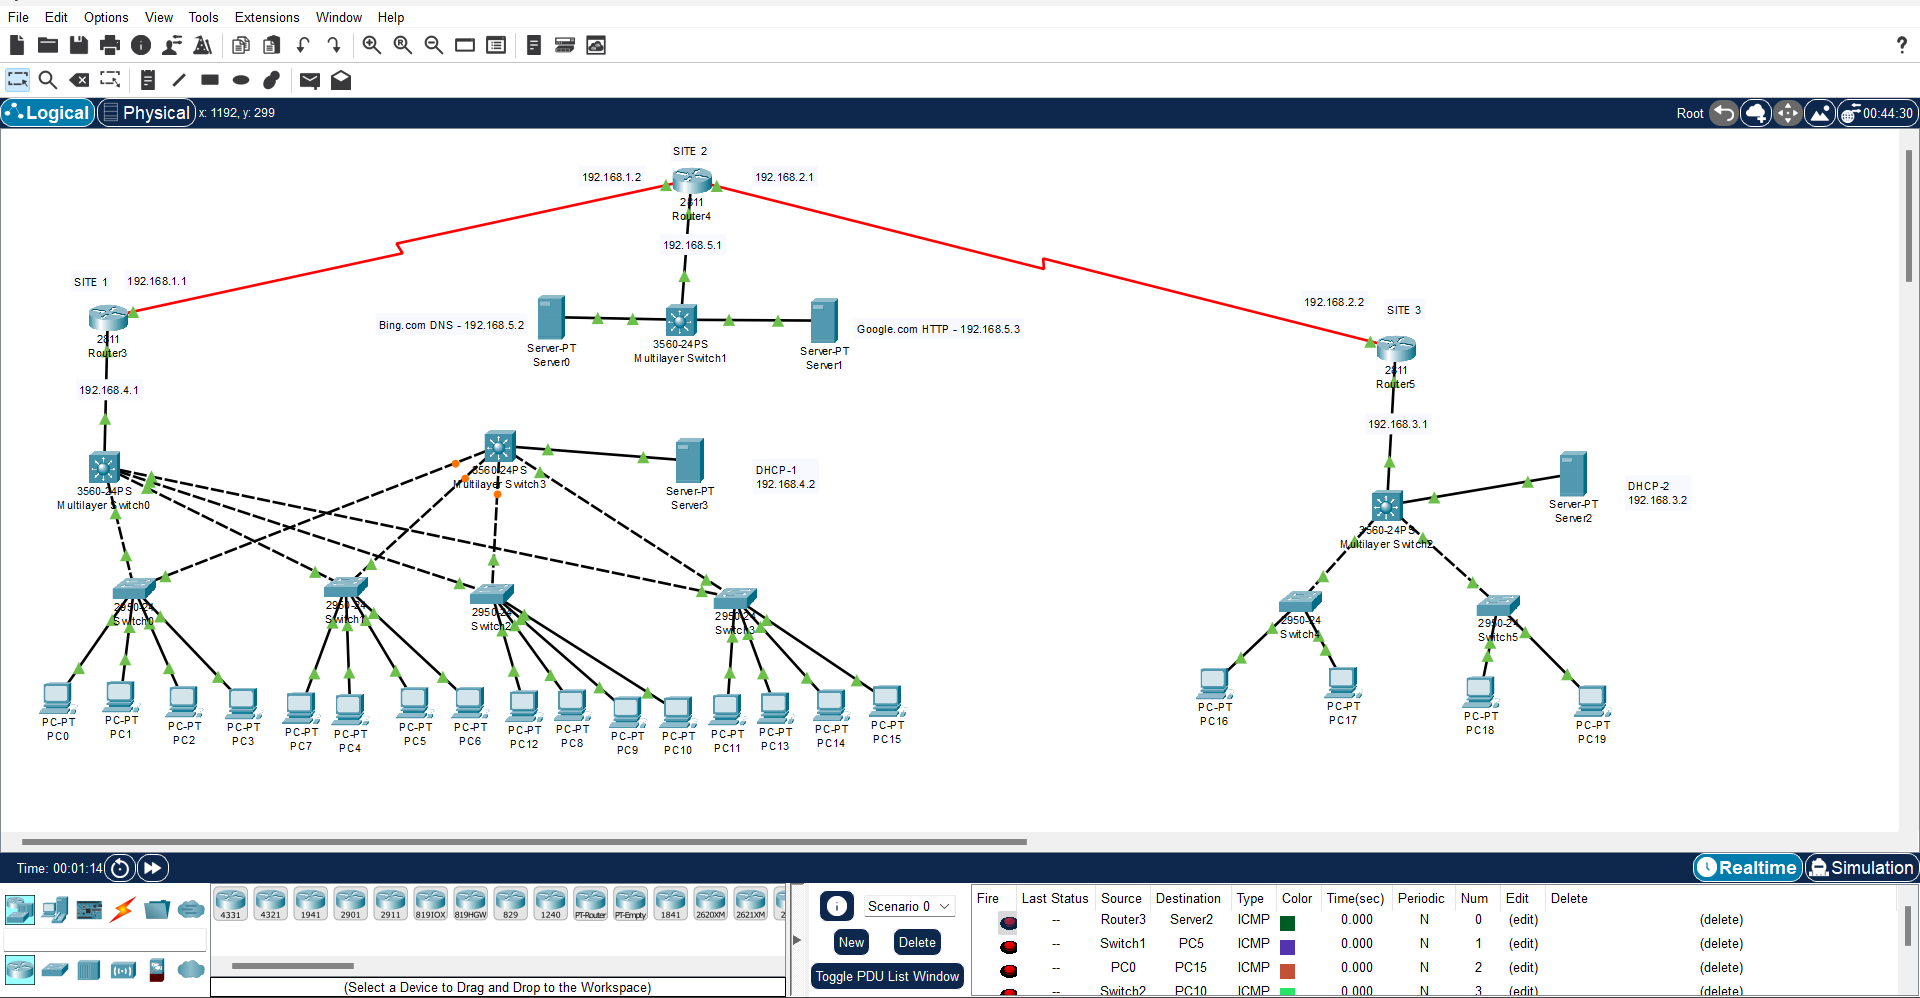 File Edit Options View Tools Extensions Window Help
?
Logical Physical x: 1192, y: 299 Root 00:44:30
SITE 2
192.168.1.2 192.168.2.1
2811
Router4
192.168.5.1
SITE 1 192.168.1.1
2811
Router3
192.168.4.1
Bing.com DNS - 192.168.5.2
Server-PT
Server0
3560-24PS
Multilayer Switch1
Server-PT
Server1
Google.com HTTP - 192.168.5.3
192.168.2.2
SITE 3
2811
Router5
192.168.3.1
3560-24PS
Multilayer Switch0
3560-24PS
Multilayer Switch3
Server-PT
Server3
DHCP-1
192.168.4.2
3560-24PS
Multilayer Switch2
Server-PT
Server2
DHCP-2
192.168.3.2
2950-24
Switch0
2950-24
Switch1
2950-24
Switch2
2950-24
Switch3
2950-24
Switch4
2950-24
Switch5
PC-PT
PC0
PC-PT
PC1
PC-PT
PC2
PC-PT
PC3
PC-PT
PC7
PC-PT
PC4
PC-PT
PC5
PC-PT
PC6
PC-PT
PC12
PC-PT
PC8
PC-PT
PC9
PC-PT
PC10
PC-PT
PC11
PC-PT
PC13
PC-PT
PC14
PC-PT
PC15
PC-PT
PC16
PC-PT
PC17
PC-PT
PC18
PC-PT
PC19
Time: 00:01:14 Realtime Simulation
4331 4321 1941 2901 2911 819IOX 819HGW 829 1240 PT-Router PT-Empty 1841 2620XM 2621XM
(Select a Device to Drag and Drop to the Workspace)
Scenario 0
New Delete
Toggle PDU List Window
Fire Last Status Source Destination Type Color Time(sec) Periodic Num Edit Delete
-- Router3 Server2 ICMP 0.000 N 0 (edit) (delete)
-- Switch1 PC5 ICMP 0.000 N 1 (edit) (delete)
-- PC0 PC15 ICMP 0.000 N 2 (edit) (delete)
-- Switch2 PC10 ICMP 0.000 N 3 (edit) (delete)